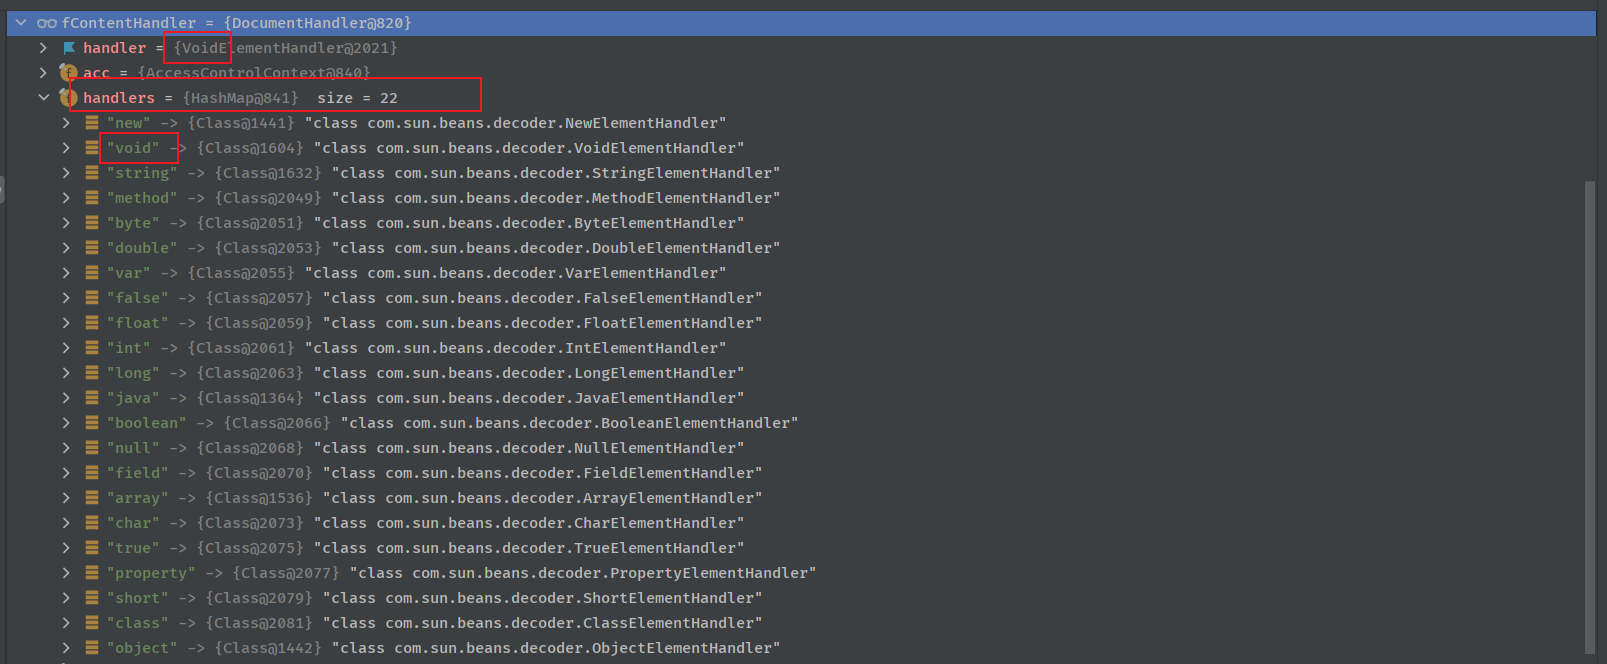 fContentHandler = {DocumentHandler@820}
handler = {VoidElementHandler@2021}
acc = {AccessControlContext@840}
handlers = {HashMap@841} size = 22
"new" -> {Class@1441} "class com.sun.beans.decoder.NewElementHandler"
"void" -> {Class@1604} "class com.sun.beans.decoder.VoidElementHandler"
"string" -> {Class@1632} "class com.sun.beans.decoder.StringElementHandler"
"method" -> {Class@2049} "class com.sun.beans.decoder.MethodElementHandler"
"byte" -> {Class@2051} "class com.sun.beans.decoder.ByteElementHandler"
"double" -> {Class@2053} "class com.sun.beans.decoder.DoubleElementHandler"
"var" -> {Class@2055} "class com.sun.beans.decoder.VarElementHandler"
"false" -> {Class@2057} "class com.sun.beans.decoder.FalseElementHandler"
"float" -> {Class@2059} "class com.sun.beans.decoder.FloatElementHandler"
"int" -> {Class@2061} "class com.sun.beans.decoder.IntElementHandler"
"long" -> {Class@2063} "class com.sun.beans.decoder.LongElementHandler"
"java" -> {Class@1364} "class com.sun.beans.decoder.JavaElementHandler"
"boolean" -> {Class@2066} "class com.sun.beans.decoder.BooleanElementHandler"
"null" -> {Class@2068} "class com.sun.beans.decoder.NullElementHandler"
"field" -> {Class@2070} "class com.sun.beans.decoder.FieldElementHandler"
"array" -> {Class@1536} "class com.sun.beans.decoder.ArrayElementHandler"
"char" -> {Class@2073} "class com.sun.beans.decoder.CharElementHandler"
"true" -> {Class@2075} "class com.sun.beans.decoder.TrueElementHandler"
"property" -> {Class@2077} "class com.sun.beans.decoder.PropertyElementHandler"
"short" -> {Class@2079} "class com.sun.beans.decoder.ShortElementHandler"
"class" -> {Class@2081} "class com.sun.beans.decoder.ClassElementHandler"
"object" -> {Class@1442} "class com.sun.beans.decoder.ObjectElementHandler"